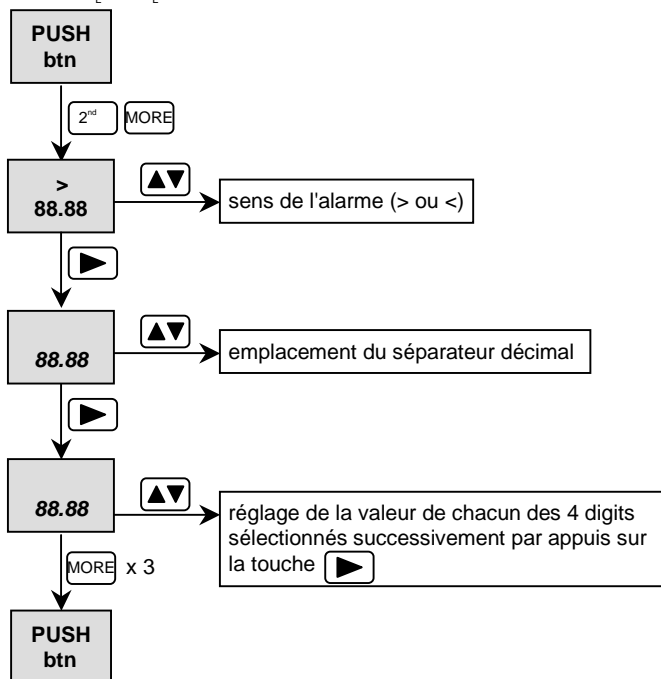 PUSH
btn
2nd MORE
>
88.88
▲▼
sens de l'alarme (> ou <)
►
88.88
▲▼
emplacement du séparateur décimal
►
88.88
▲▼
réglage de la valeur de chacun des 4 digits
sélectionnés successivement par appuis sur
la touche ►
MORE x 3
PUSH
btn